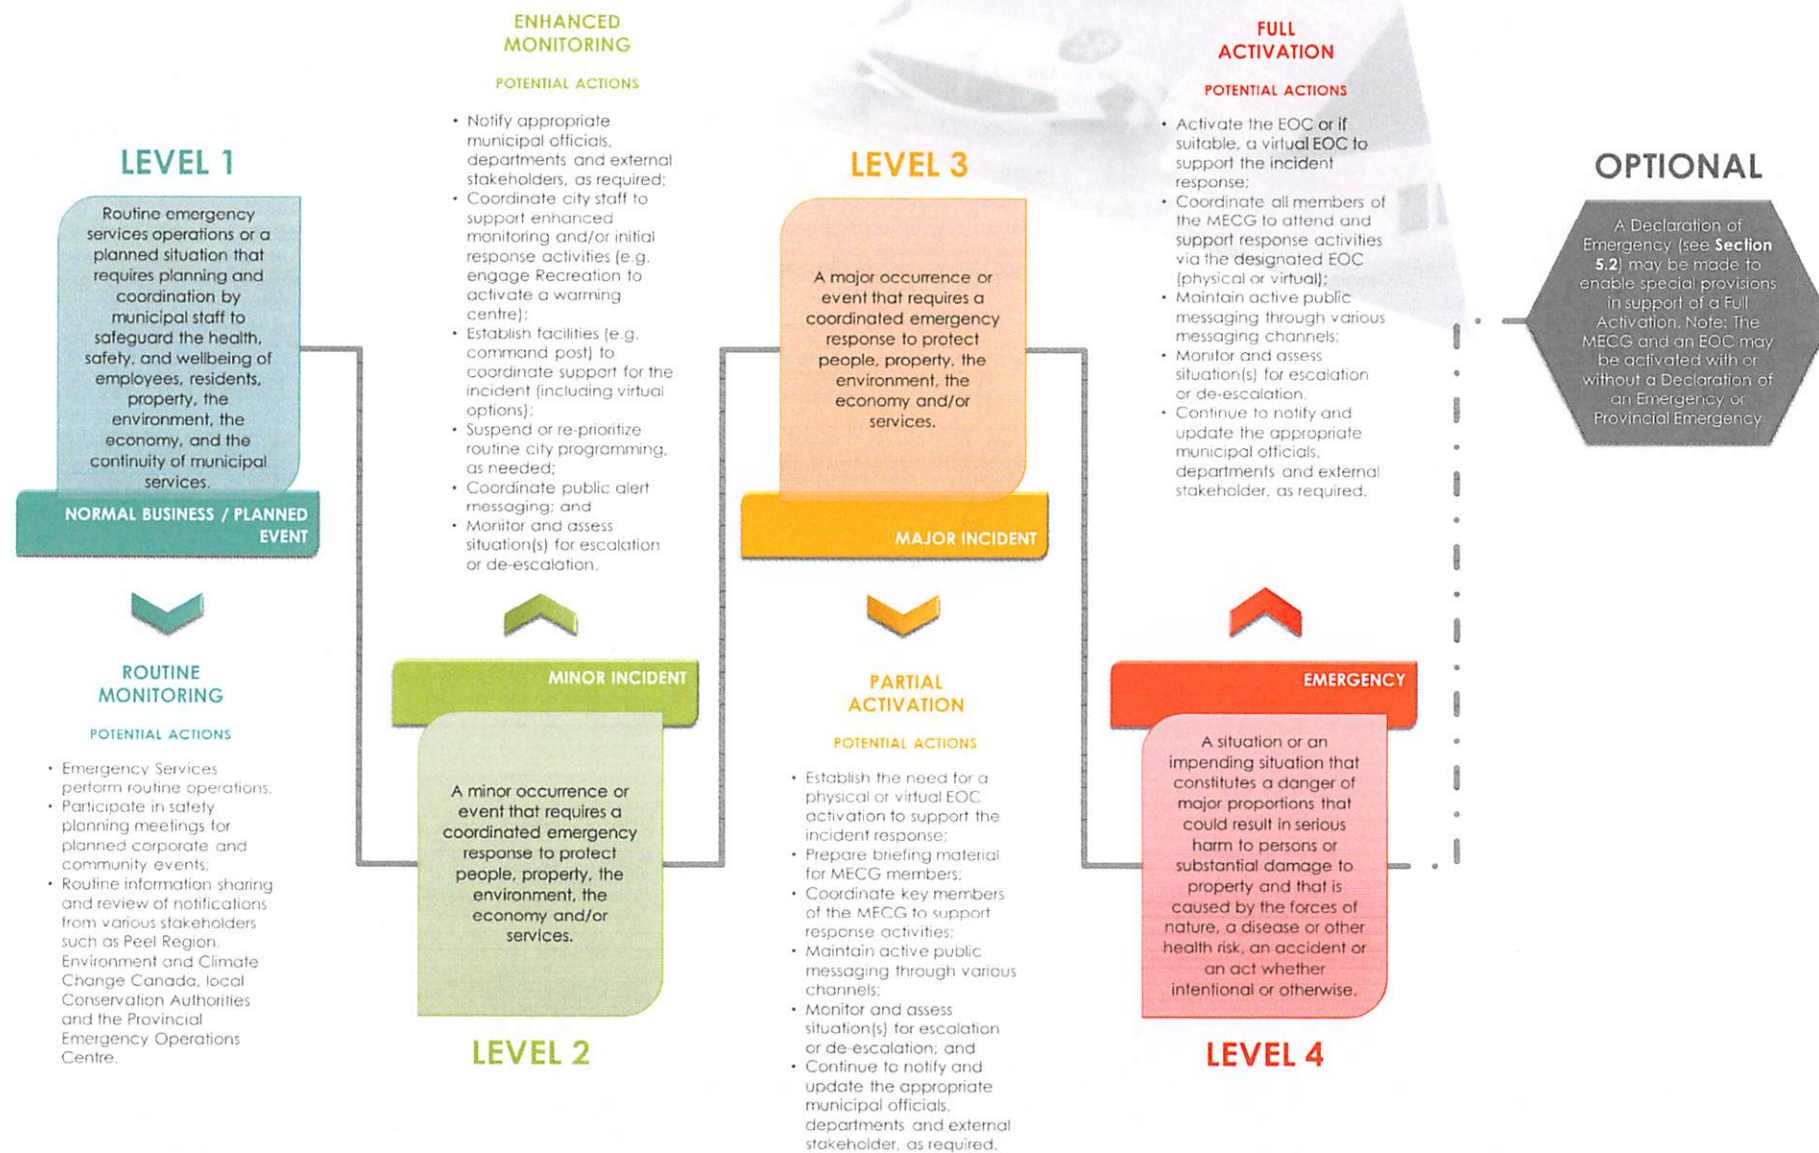 LEVEL 1
Routine emergency
services operations or a
planned situation that
requires planning and
coordination by
municipal staff to
safeguard the health,
safety, and wellbeing of
employees, residents,
property, the
environment, the
economy, and the
continuity of municipal
services.
NORMAL BUSINESS / PLANNED
EVENT
ROUTINE
MONITORING
POTENTIAL ACTIONS
• Emergency Services
perform routine operations.
• Participate in safety
planning meetings for
planned corporate and
community events;
• Routine information sharing
and review of notifications
from various stakeholders
such as Peel Region,
Environment and Climate
Change Canada, local
Conservation Authorities
and the Provincial
Emergency Operations
Centre.
ENHANCED
MONITORING
POTENTIAL ACTIONS
• Notify appropriate
municipal officials,
departments and external
stakeholders, as required;
• Coordinate city staff to
support enhanced
monitoring and/or initial
response activities (e.g.
engage Recreation to
activate a warming
centre);
• Establish facilities (e.g.
command post) to
coordinate support for the
incident (including virtual
options);
• Suspend or re-prioritize
routine city programming,
as needed;
• Coordinate public alert
messaging; and
• Monitor and assess
situation(s) for escalation
or de-escalation.
MINOR INCIDENT
A minor occurrence or
event that requires a
coordinated emergency
response to protect
people, property, the
environment, the
economy and/or
services.
LEVEL 2
LEVEL 3
A major occurrence or
event that requires a
coordinated emergency
response to protect
people, property, the
environment, the
economy and/or
services.
MAJOR INCIDENT
PARTIAL
ACTIVATION
POTENTIAL ACTIONS
• Establish the need for a
physical or virtual EOC
activation to support the
incident response;
• Prepare briefing material
for MECG members;
• Coordinate key members
of the MECG to support
response activities;
• Maintain active public
messaging through various
channels;
• Monitor and assess
situation(s) for escalation
or de-escalation; and
• Continue to notify and
update the appropriate
municipal officials,
departments and external
stakeholder, as required.
FULL
ACTIVATION
POTENTIAL ACTIONS
• Activate the EOC or if
suitable, a virtual EOC to
support the incident
response;
• Coordinate all members of
the MECG to attend and
support response activities
via the designated EOC
(physical or virtual);
• Maintain active public
messaging through various
messaging channels;
• Monitor and assess
situation(s) for escalation
or de-escalation.
• Continue to notify and
update the appropriate
municipal officials,
departments and external
stakeholder, as required.
EMERGENCY
A situation or an
impending situation that
constitutes a danger of
major proportions that
could result in serious
harm to persons or
substantial damage to
property and that is
caused by the forces of
nature, a disease or other
health risk, an accident or
an act whether
intentional or otherwise.
LEVEL 4
OPTIONAL
A Declaration of
Emergency (see Section
5.2) may be made to
enable special provisions
in support of a Full
Activation. Note: The
MECG and an EOC may
be activated with or
without a Declaration of
an Emergency or
Provincial Emergency